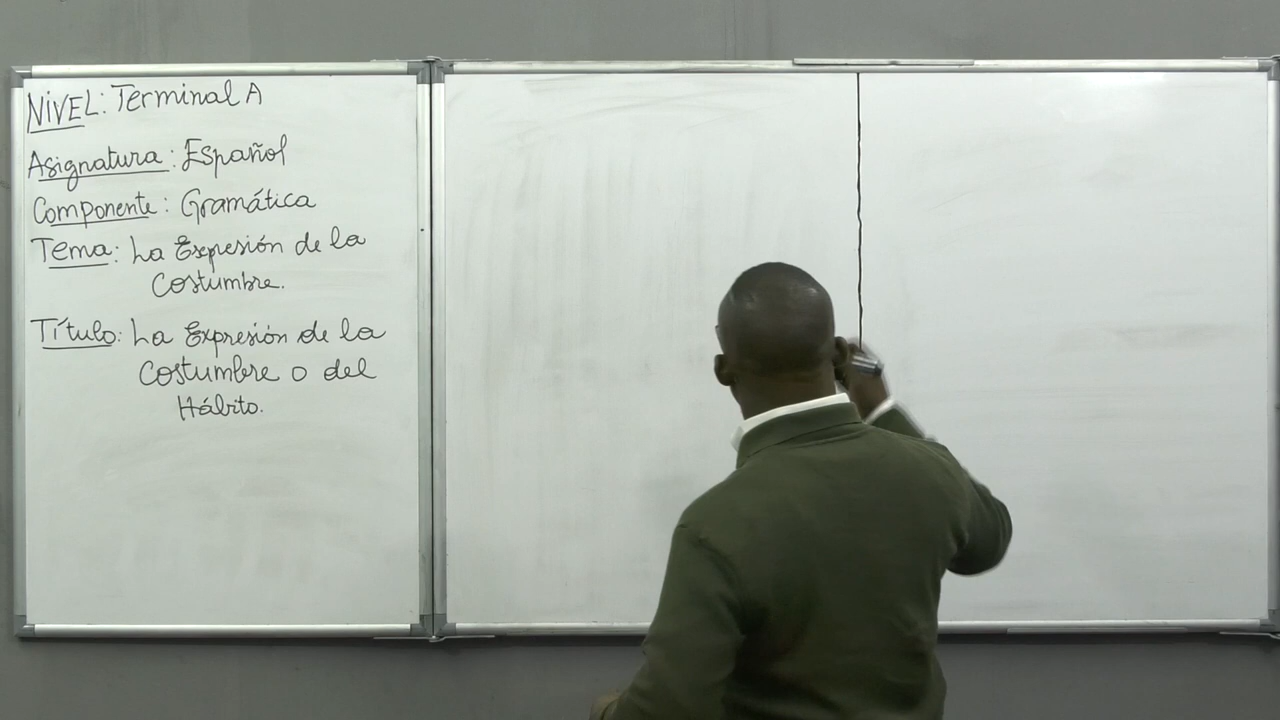 NIVEL: Terminal A
Asignatura: Español
Componente: Gramática
Tema: La Expresión de la
Costumbre.
Título: La Expresión de la
Costumbre o del
Hábito.